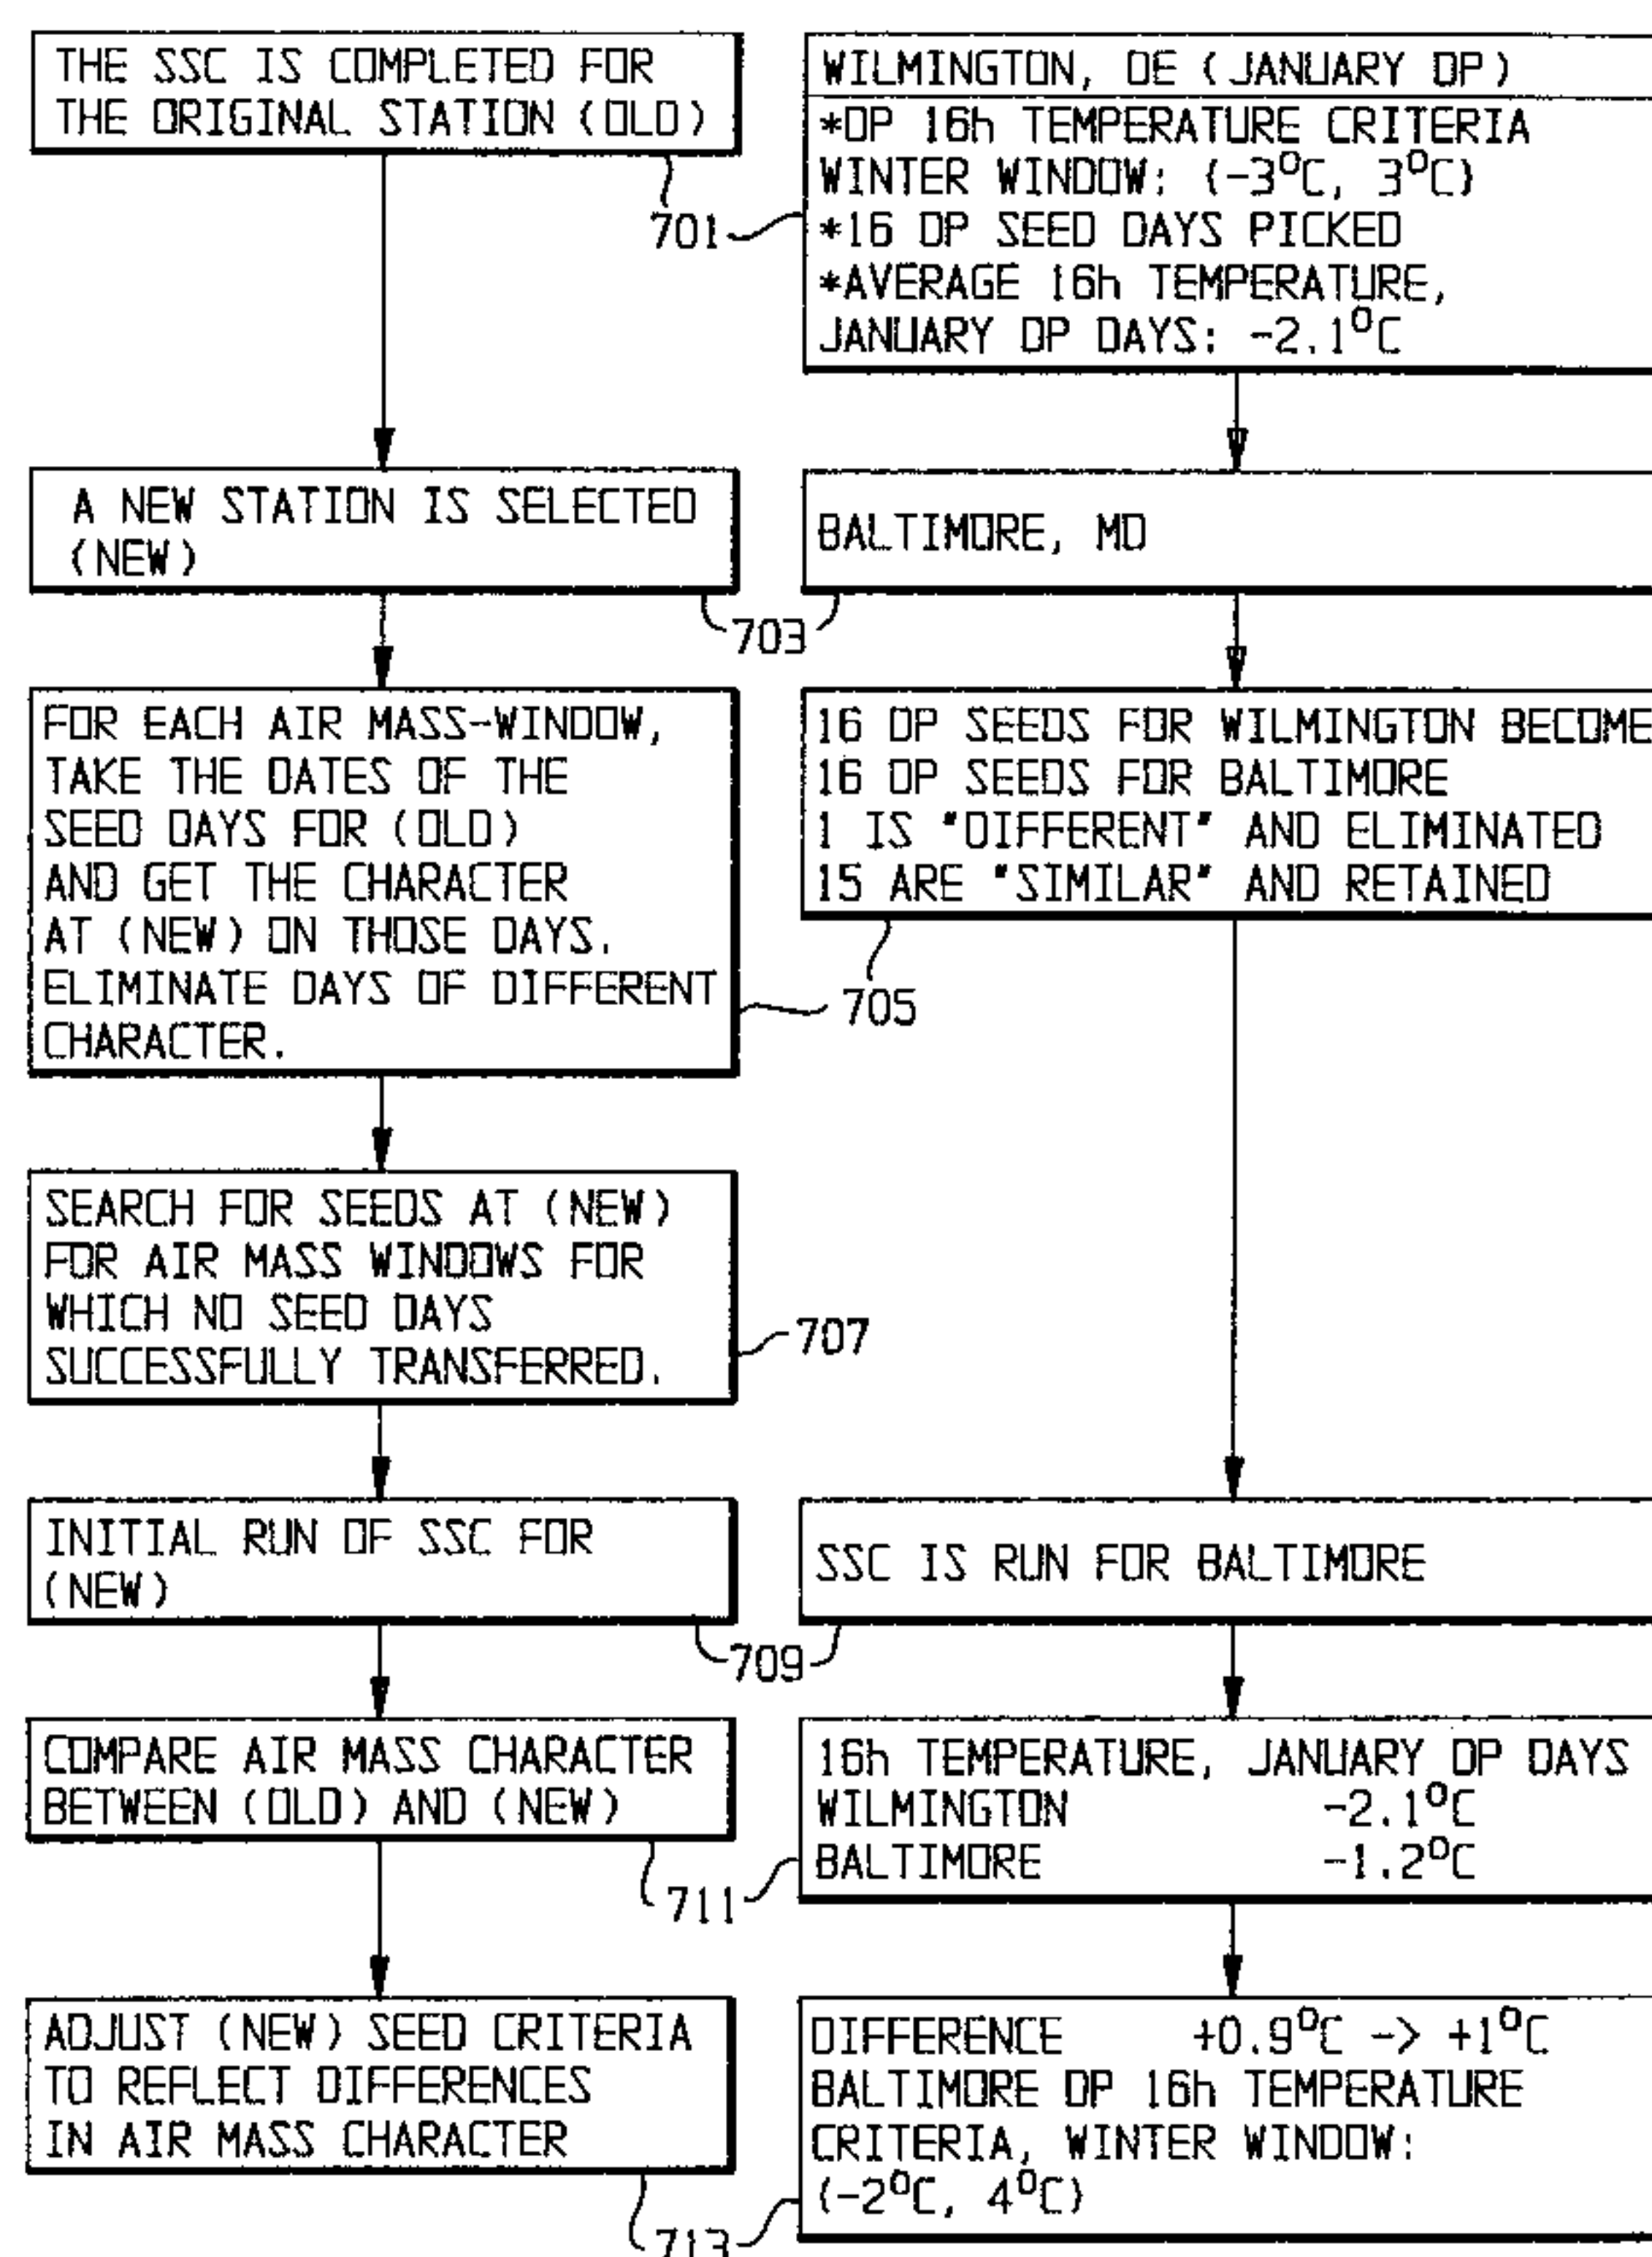 THE SSC IS COMPLETED FOR
THE ORIGINAL STATION (OLD)
WILMINGTON, DE (JANUARY DP)
*DP 16h TEMPERATURE CRITERIA
WINTER WINDOW: (-3°C, 3°C)
*16 DP SEED DAYS PICKED
*AVERAGE 16h TEMPERATURE,
JANUARY DP DAYS: -2.1°C
701
A NEW STATION IS SELECTED
(NEW)
BALTIMORE, MD
703
FOR EACH AIR MASS-WINDOW,
TAKE THE DATES OF THE
SEED DAYS FOR (OLD)
AND GET THE CHARACTER
AT (NEW) ON THOSE DAYS.
ELIMINATE DAYS OF DIFFERENT
CHARACTER.
16 DP SEEDS FOR WILMINGTON BECOME
16 DP SEEDS FOR BALTIMORE
1 IS "DIFFERENT" AND ELIMINATED
15 ARE "SIMILAR" AND RETAINED
705
SEARCH FOR SEEDS AT (NEW)
FOR AIR MASS WINDOWS FOR
WHICH NO SEED DAYS
SUCCESSFULLY TRANSFERRED.
707
INITIAL RUN OF SSC FOR
(NEW)
SSC IS RUN FOR BALTIMORE
709
COMPARE AIR MASS CHARACTER
BETWEEN (OLD) AND (NEW)
16h TEMPERATURE, JANUARY DP DAYS
WILMINGTON -2.1°C
BALTIMORE -1.2°C
711
ADJUST (NEW) SEED CRITERIA
TO REFLECT DIFFERENCES
IN AIR MASS CHARACTER
DIFFERENCE +0.9°C -> +1°C
BALTIMORE DP 16h TEMPERATURE
CRITERIA, WINTER WINDOW:
(-2°C, 4°C)
713